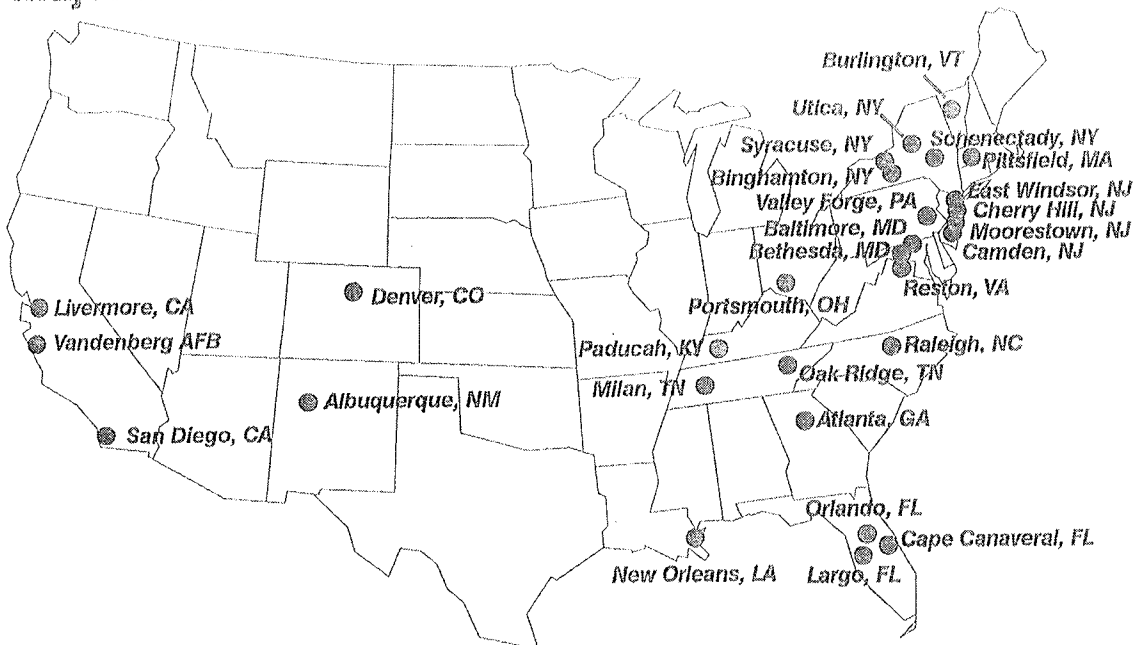 Burlington, VT
Utica, NY
Syracuse, NY
Schenectady, NY
Pittsfield, MA
Binghamton, NY
East Windsor, NJ
Valley Forge, PA
Cherry Hill, NJ
Baltimore, MD
Moorestown, NJ
Bethesda, MD
Camden, NJ
Reston, VA
Denver, CO
Livermore, CA
Portsmouth, OH
Vandenberg AFB
Paducah, KY
Raleigh, NC
Oak Ridge, TN
Milan, TN
Albuquerque, NM
Atlanta, GA
San Diego, CA
Orlando, FL
Cape Canaveral, FL
New Orleans, LA
Largo, FL